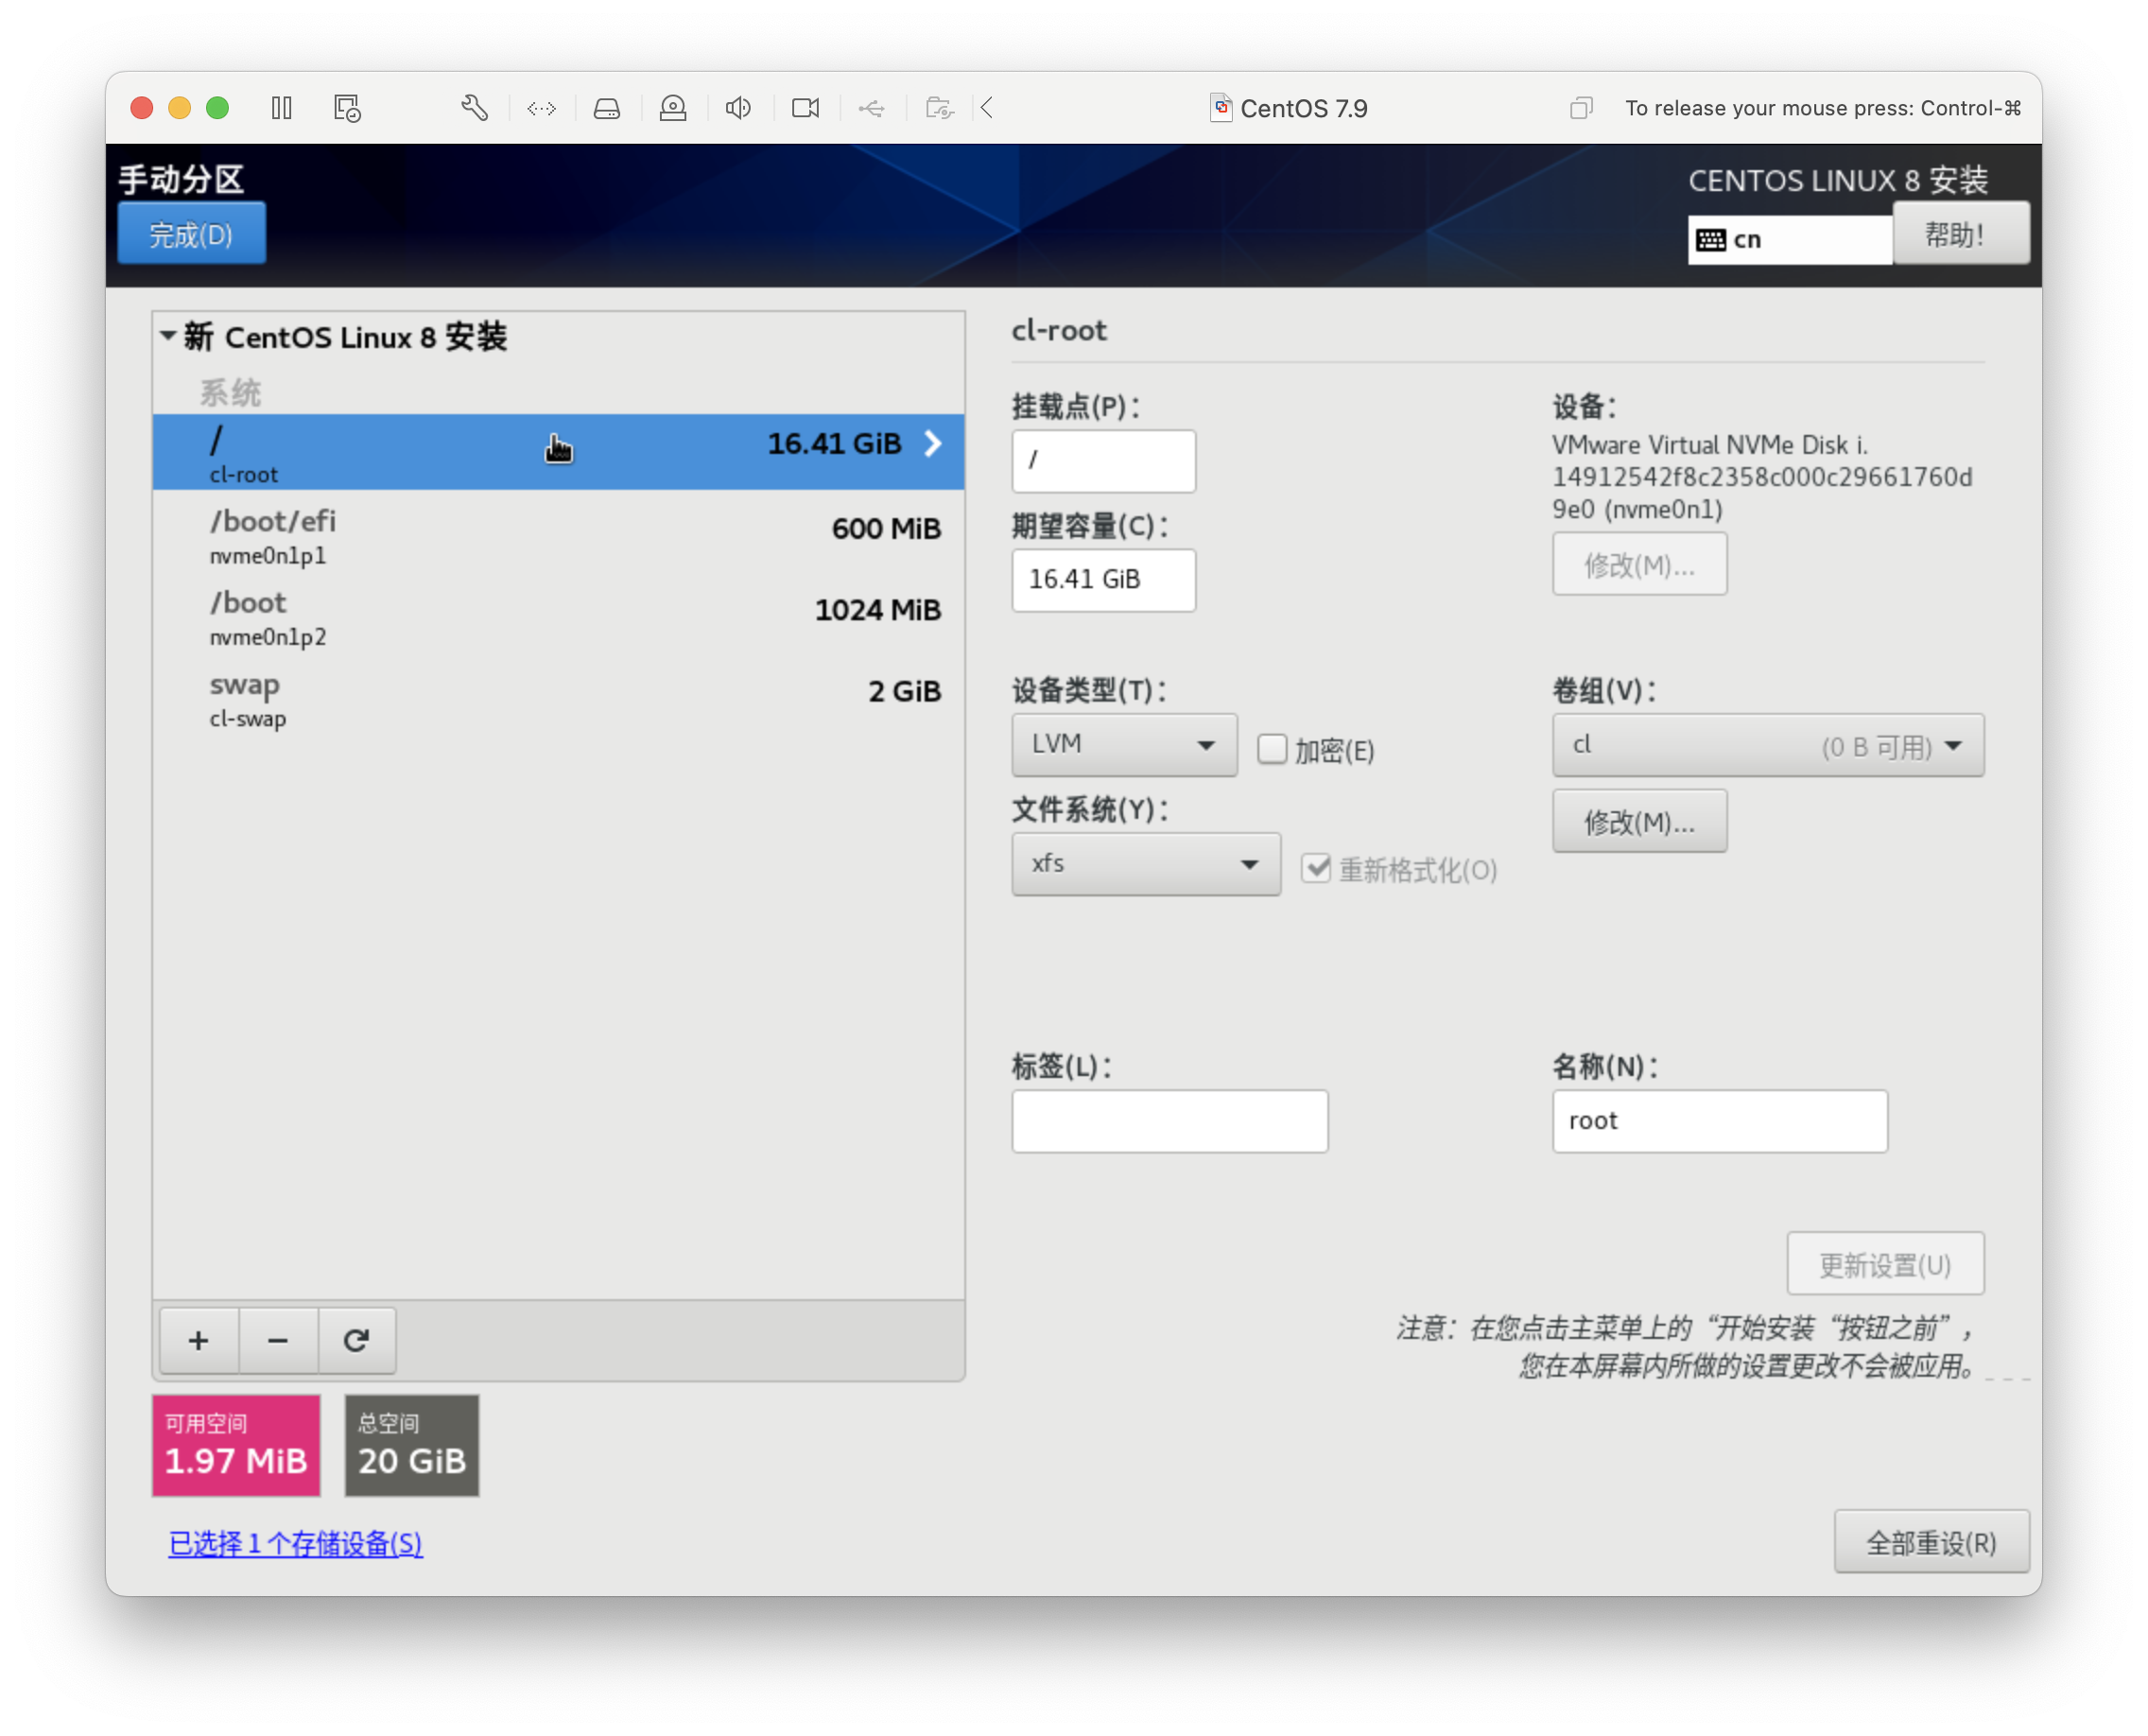 CentOS 7.9
To release your mouse press: Control-⌘
手动分区
完成(D)
CENTOS LINUX 8 安装
cn
帮助!
新 CentOS Linux 8 安装
系统
/
16.41 GiB
cl-root
/boot/efi
600 MiB
nvme0n1p1
/boot
1024 MiB
nvme0n1p2
swap
2 GiB
cl-swap
+
−
可用空间
1.97 MiB
总空间
20 GiB
已选择 1 个存储设备(S)
cl-root
挂载点(P)：
/
期望容量(C)：
16.41 GiB
设备：
VMware Virtual NVMe Disk i.
14912542f8c2358c000c29661760d
9e0 (nvme0n1)
修改(M)...
设备类型(T)：
LVM
加密(E)
卷组(V)：
cl
(0 B 可用)
修改(M)...
文件系统(Y)：
xfs
重新格式化(O)
标签(L)：
名称(N)：
root
更新设置(U)
注意：在您点击主菜单上的“开始安装“按钮之前”，
您在本屏幕内所做的设置更改不会被应用。
全部重设(R)